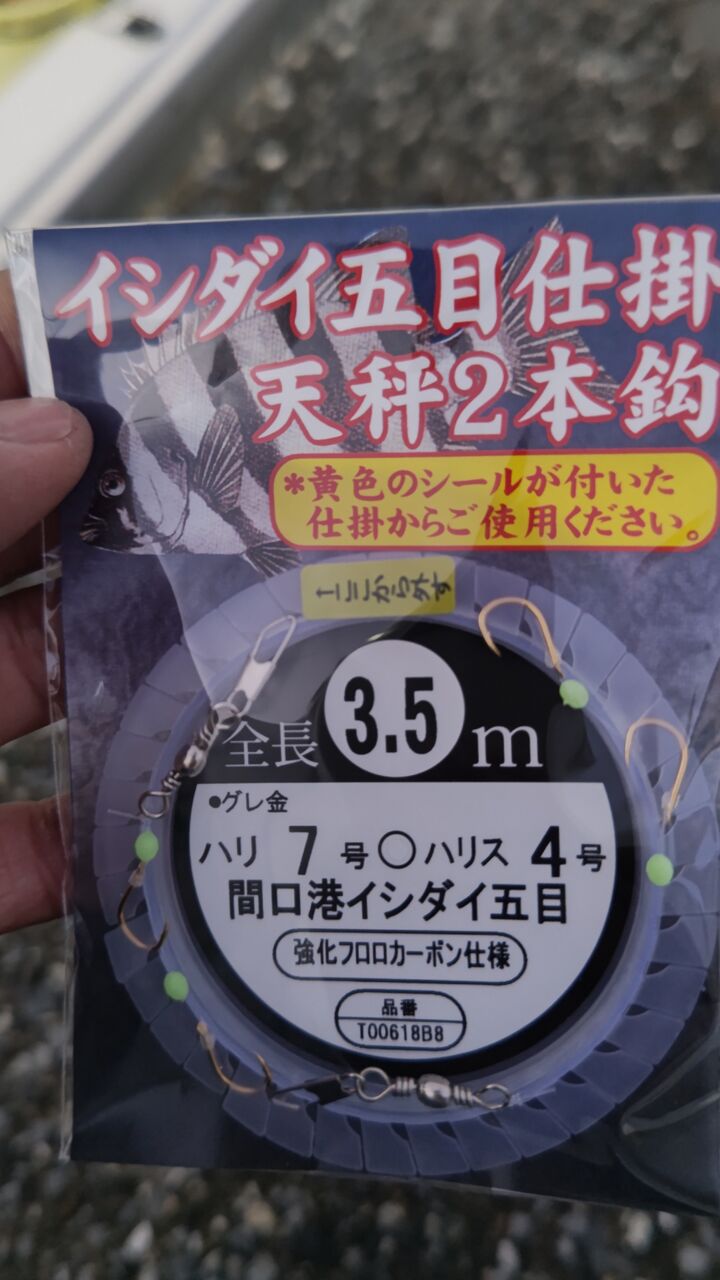 イシダイ五目仕掛
天秤2本鈎
*黄色のシールが付いた
仕掛からご使用ください。
全長 3.5 m
●グレ金
ハリ 7 号○ハリス 4 号
間口港イシダイ五目
強化フロロカーボン仕様
品番
T00618B8